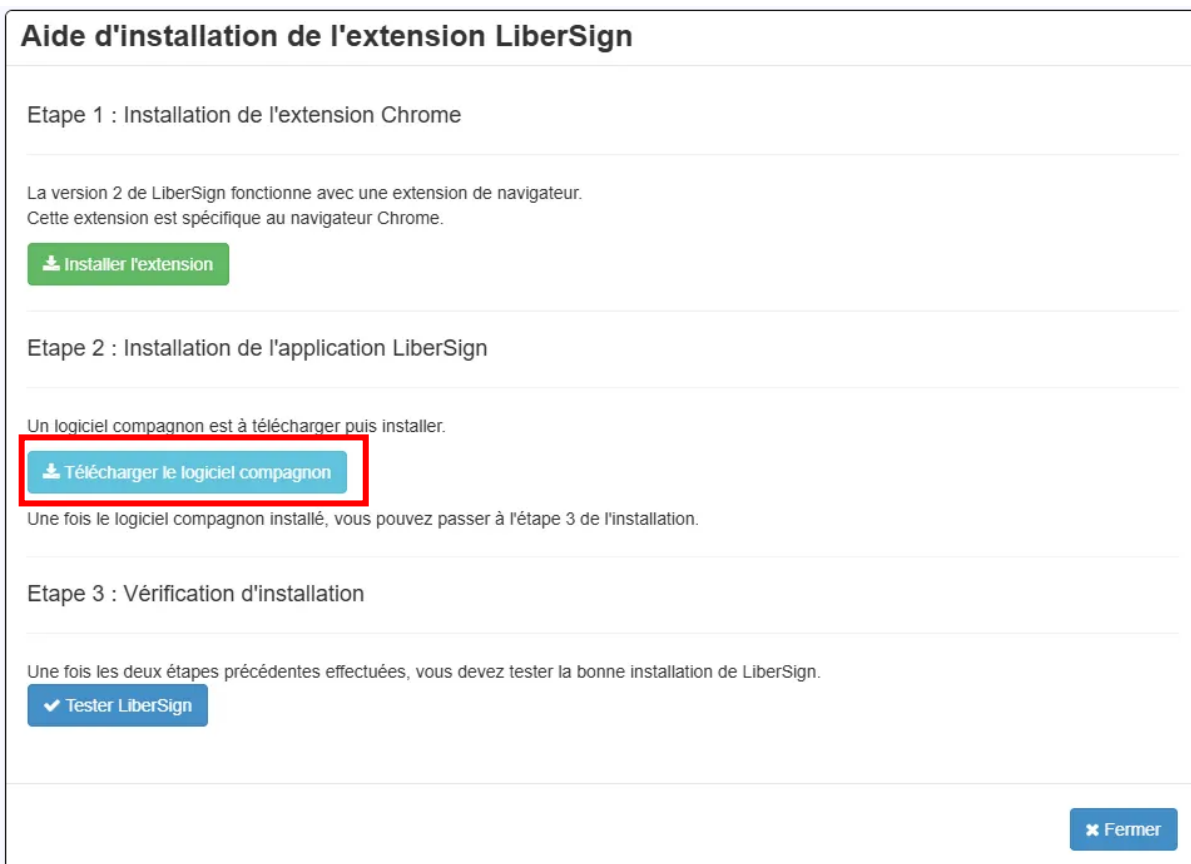 Aide d'installation de l'extension LiberSign
Etape 1 : Installation de l'extension Chrome
La version 2 de LiberSign fonctionne avec une extension de navigateur.
Cette extension est spécifique au navigateur Chrome.
Installer l'extension
Etape 2 : Installation de l'application LiberSign
Un logiciel compagnon est à télécharger puis installer.
Télécharger le logiciel compagnon
Une fois le logiciel compagnon installé, vous pouvez passer à l'étape 3 de l'installation.
Etape 3 : Vérification d'installation
Une fois les deux étapes précédentes effectuées, vous devez tester la bonne installation de LiberSign.
Tester LiberSign
Fermer